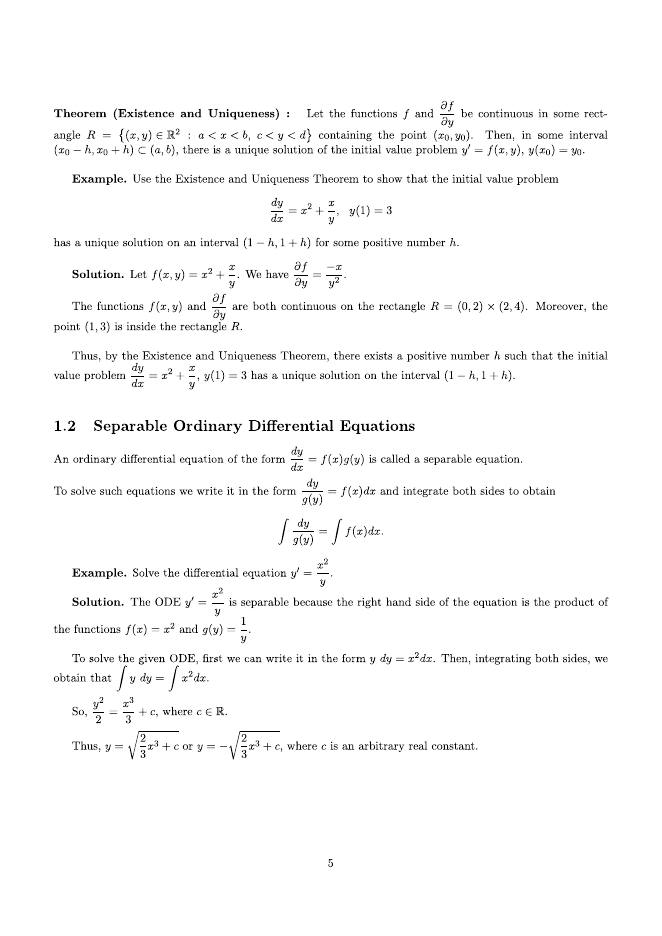 Theorem (Existence and Uniqueness) : Let the functions f and ∂f/∂y be continuous in some rect-
angle R = {(x, y) ∈ ℝ² : a < x < b, c < y < d} containing the point (x₀, y₀). Then, in some interval
(x₀ − h, x₀ + h) ⊂ (a, b), there is a unique solution of the initial value problem y′ = f(x, y), y(x₀) = y₀.
Example. Use the Existence and Uniqueness Theorem to show that the initial value problem
dy/dx = x² + x/y, y(1) = 3
has a unique solution on an interval (1 − h, 1 + h) for some positive number h.
Solution. Let f(x, y) = x² + x/y. We have ∂f/∂y = −x/y².
The functions f(x, y) and ∂f/∂y are both continuous on the rectangle R = (0, 2) × (2, 4). Moreover, the
point (1, 3) is inside the rectangle R.
Thus, by the Existence and Uniqueness Theorem, there exists a positive number h such that the initial
value problem dy/dx = x² + x/y, y(1) = 3 has a unique solution on the interval (1 − h, 1 + h).
1.2 Separable Ordinary Differential Equations
An ordinary differential equation of the form dy/dx = f(x)g(y) is called a separable equation.
To solve such equations we write it in the form dy/g(y) = f(x)dx and integrate both sides to obtain
∫ dy/g(y) = ∫ f(x)dx.
Example. Solve the differential equation y′ = x²/y.
Solution. The ODE y′ = x²/y is separable because the right hand side of the equation is the product of
the functions f(x) = x² and g(y) = 1/y.
To solve the given ODE, first we can write it in the form y dy = x²dx. Then, integrating both sides, we
obtain that ∫ y dy = ∫ x²dx.
So, y²/2 = x³/3 + c, where c ∈ ℝ.
Thus, y = √(2/3 x³ + c) or y = −√(2/3 x³ + c), where c is an arbitrary real constant.
5